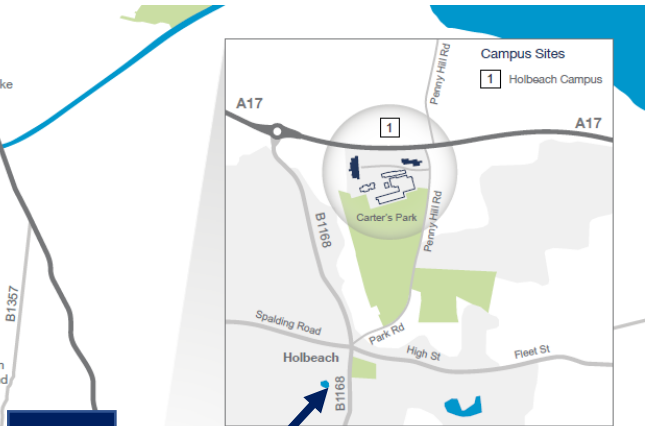 ke
B1357
n
d
Campus Sites
1 Holbeach Campus
Penny Hill Rd
A17
1
A17
Carter's Park
B1168
Penny Hill Rd
Spalding Road
Park Rd
Holbeach
High St
Fleet St
B1168